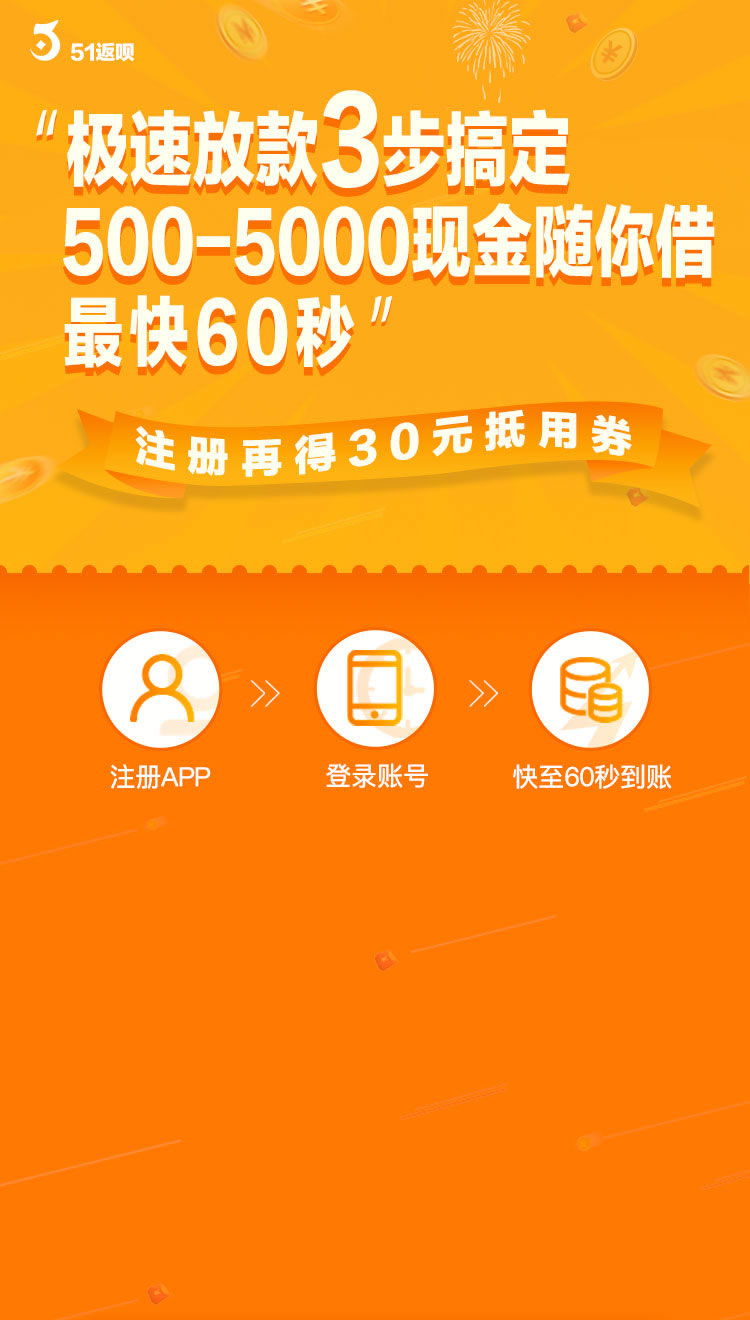 51返呗
“极速放款3步搞定
500-5000现金随你借
最快60秒”
注册再得30元抵用券
注册APP
登录账号
快至60秒到账